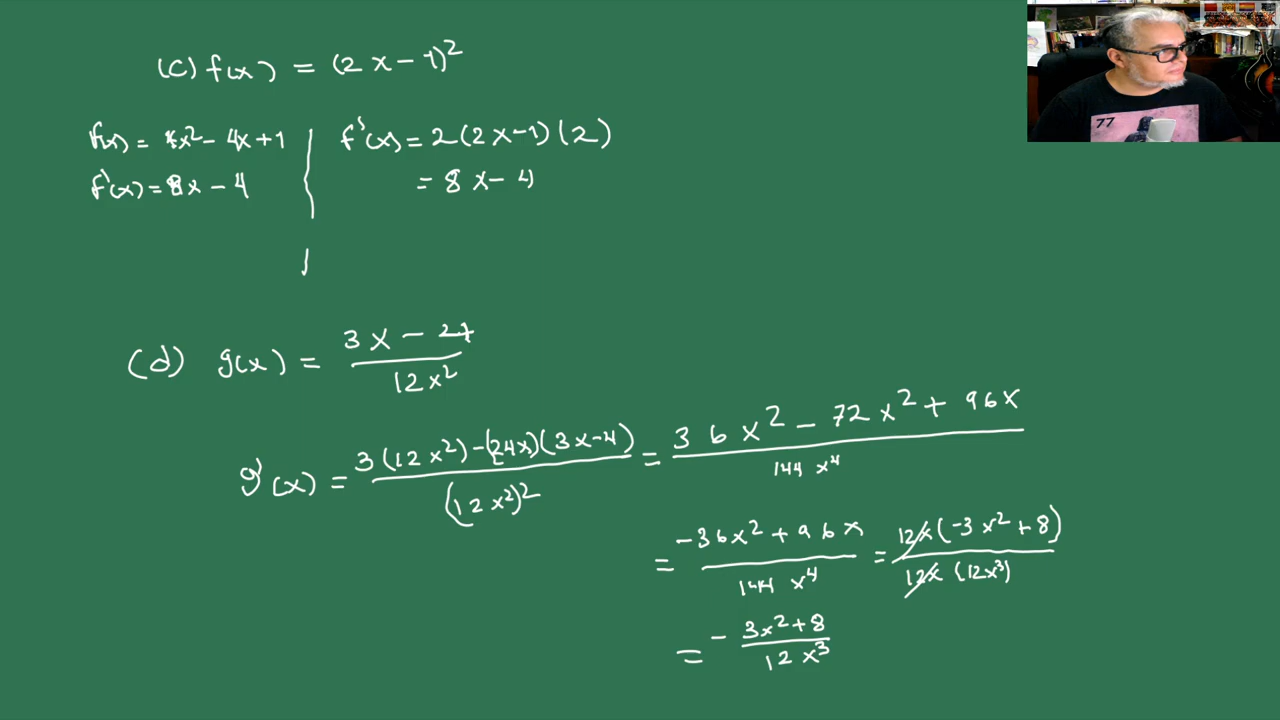 (c) f(x) = (2x-1)²
f(x) = 4x² - 4x + 1
f'(x) = 8x - 4
f'(x) = 2(2x-1)(2)
= 8x - 4
(d) g(x) = (3x - 4)/(12x²)
g'(x) = (3(12x²) - (24x)(3x-4))/((12x²)²) = (36x² - 72x² + 96x)/(144x⁴)
= (-36x² + 96x)/(144x⁴) = (12x(-3x² + 8))/(12x(12x³))
= - (3x² + 8)/(12x³)
77